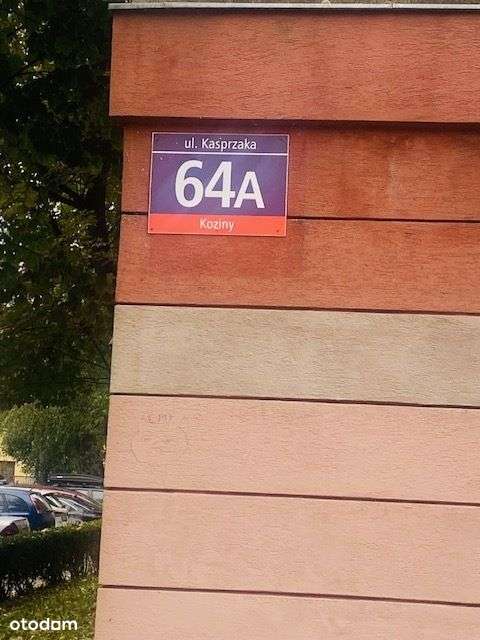 ul. Kasprzaka
64A
Koziny
otodom